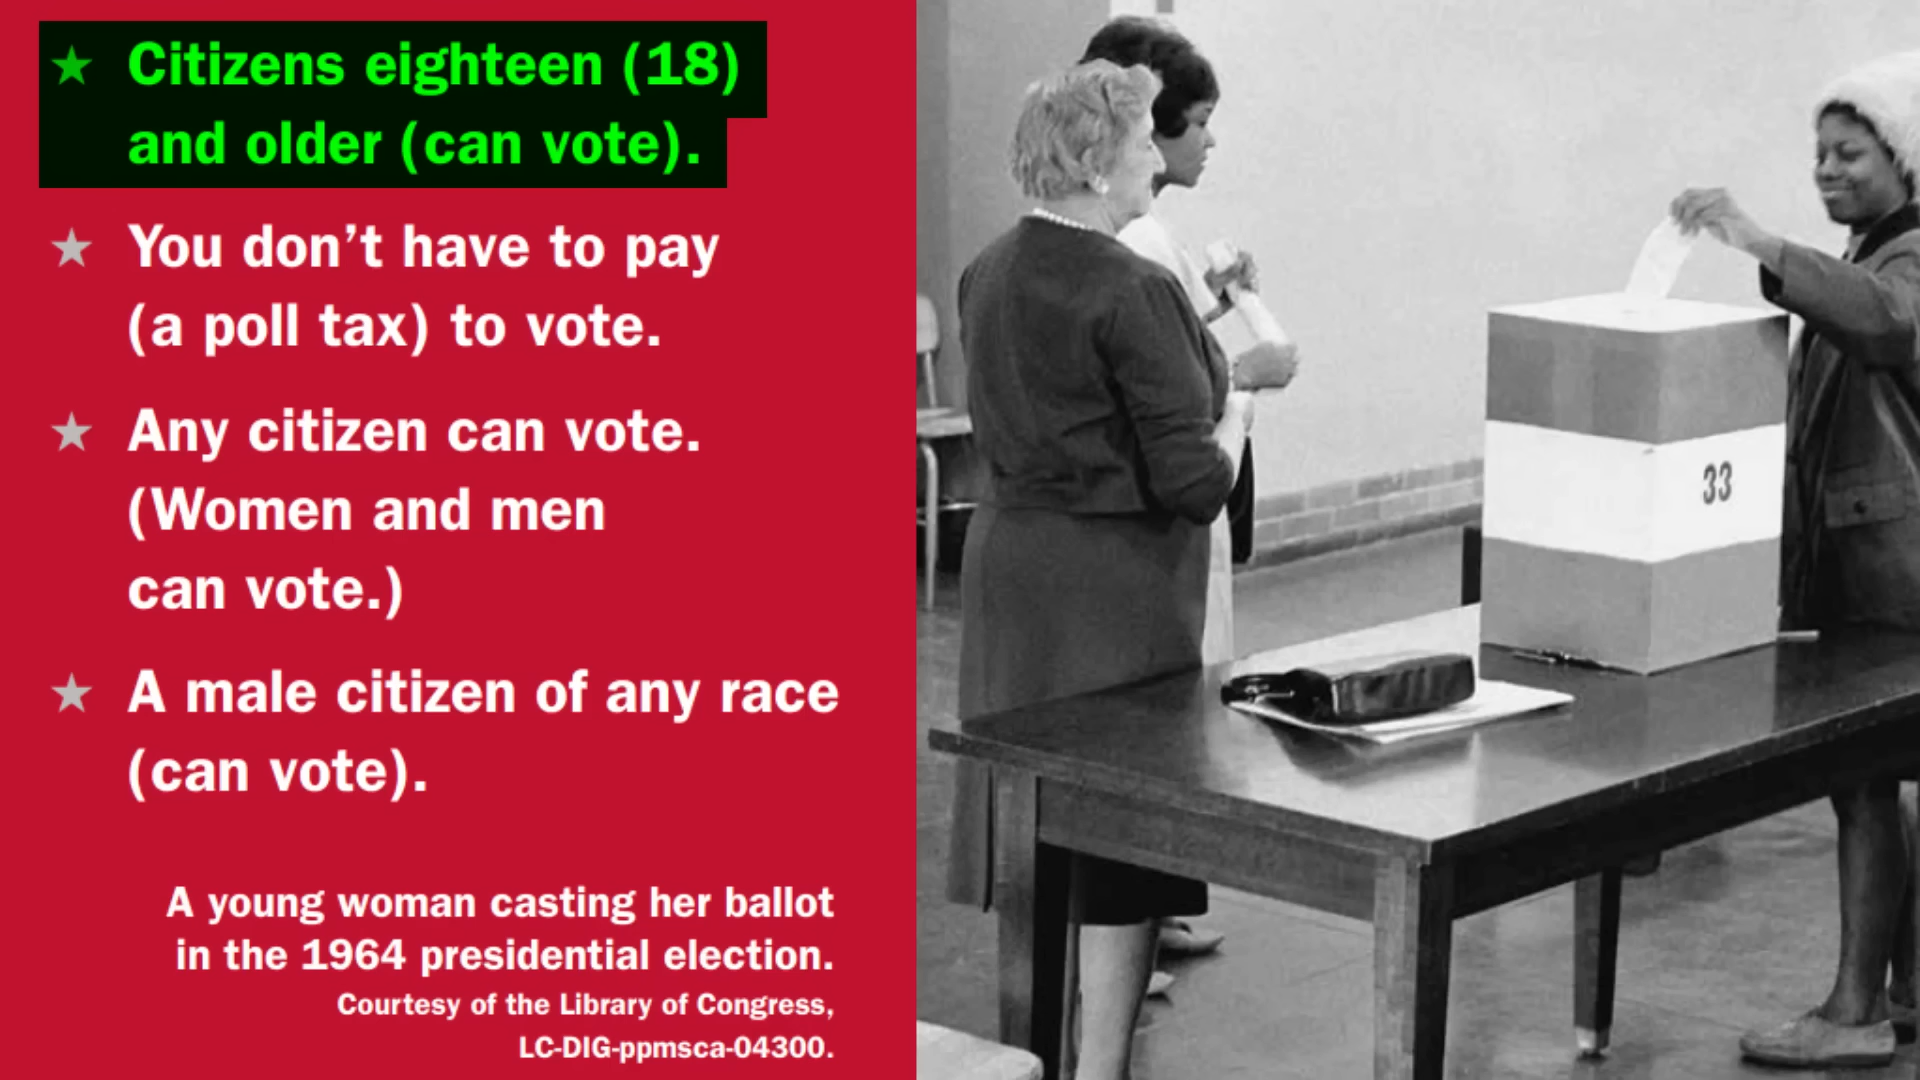 ★ Citizens eighteen (18)
and older (can vote).
★ You don't have to pay
(a poll tax) to vote.
★ Any citizen can vote.
(Women and men
can vote.)
★ A male citizen of any race
(can vote).
A young woman casting her ballot
in the 1964 presidential election.
Courtesy of the Library of Congress,
LC-DIG-ppmsca-04300.
33